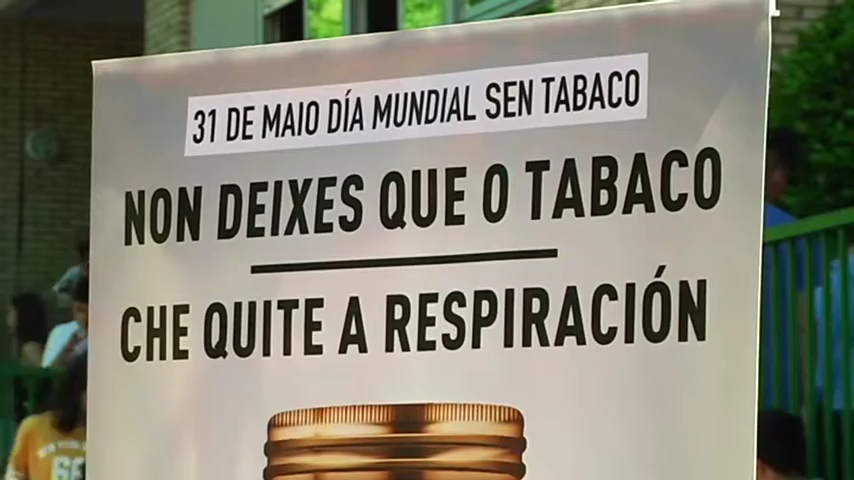 31 DE MAIO DÍA MUNDIAL SEN TABACO
NON DEIXES QUE O TABACO
CHE QUITE A RESPIRACIÓN